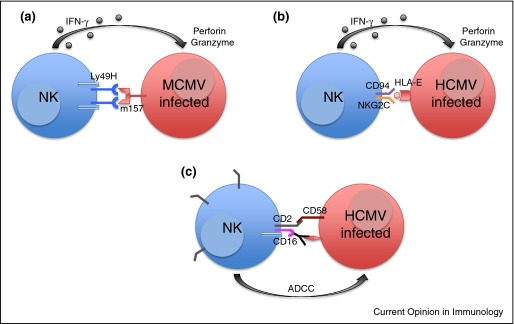 (a)
IFN-γ
Perforin
Granzyme
Ly49H
NK
m157
MCMV
infected
(b)
IFN-γ
Perforin
Granzyme
CD94
HLA-E
NK
NKG2C
HCMV
infected
(c)
CD58
CD2
NK
CD16
HCMV
infected
ADCC
Current Opinion in Immunology